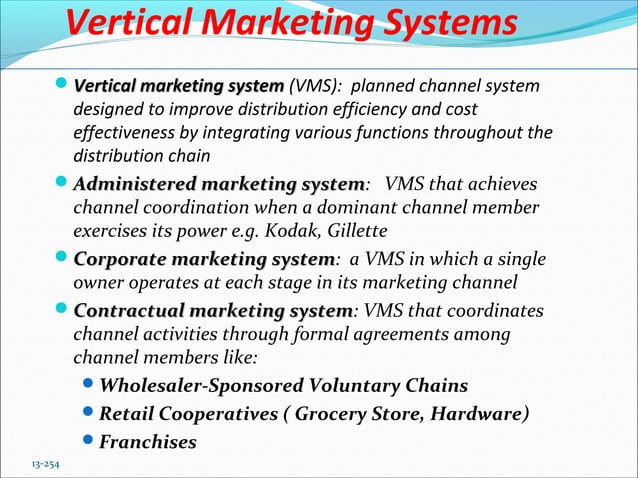 Vertical Marketing Systems
Vertical marketing system (VMS): planned channel system
designed to improve distribution efficiency and cost
effectiveness by integrating various functions throughout the
distribution chain
Administered marketing system: VMS that achieves
channel coordination when a dominant channel member
exercises its power e.g. Kodak, Gillette
Corporate marketing system: a VMS in which a single
owner operates at each stage in its marketing channel
Contractual marketing system: VMS that coordinates
channel activities through formal agreements among
channel members like:
Wholesaler-Sponsored Voluntary Chains
Retail Cooperatives ( Grocery Store, Hardware)
Franchises
13-254